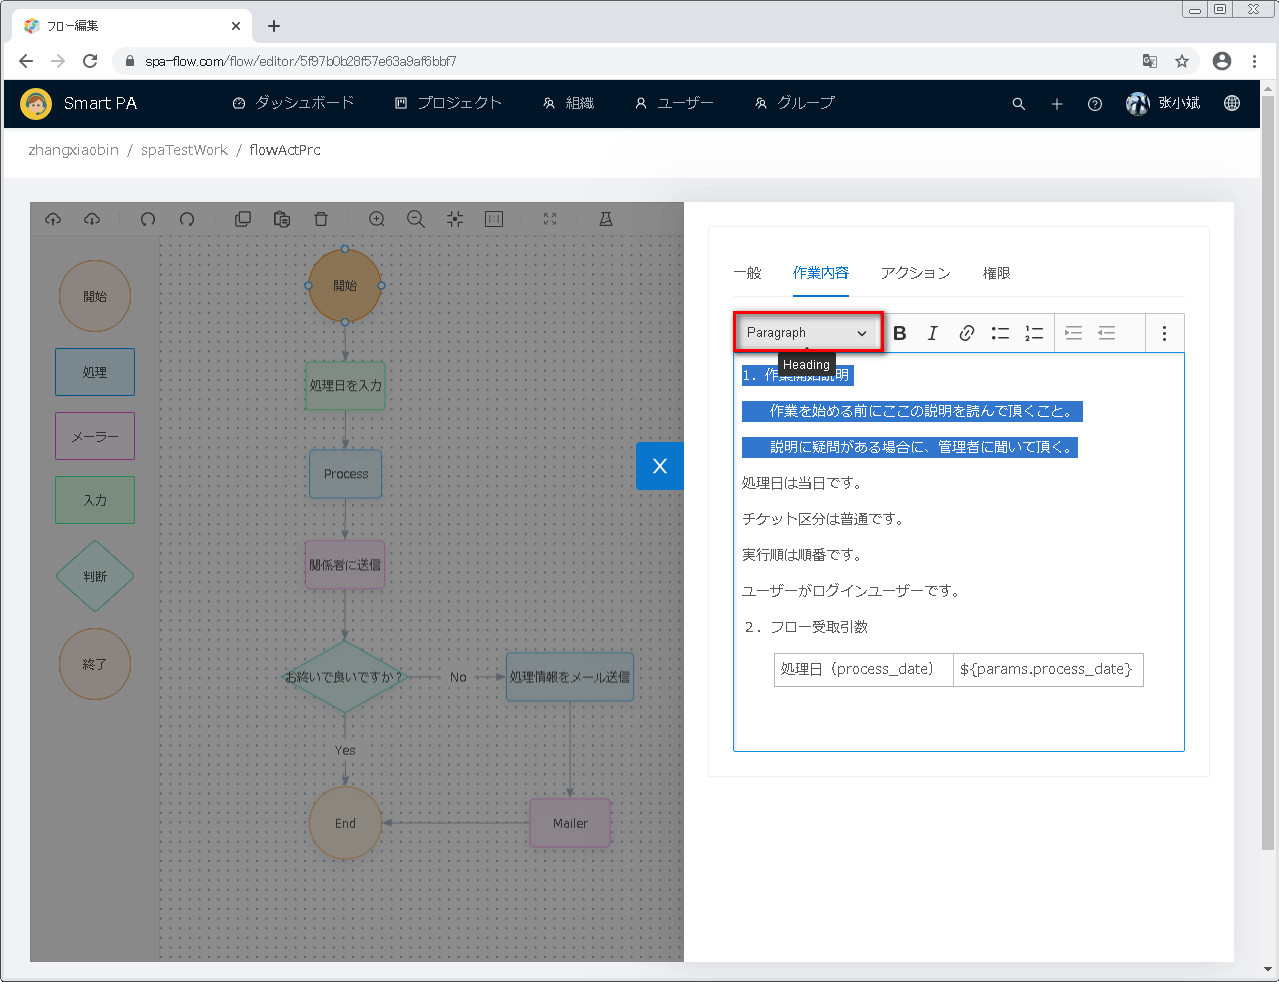 フロー編集
spa-flow.com/flow/editor/5f97b0b28f57e63a9af6bbf7
Smart PA ダッシュボード プロジェクト 組織 ユーザー グループ 张小斌
zhangxiaobin / spaTestWork / flowActPrc
1:1
開始
処理
メーラー
入力
判断
終了
開始
処理日を入力
Process
関係者に送信
お終いで良いですか？
No
処理情報をメール送信
Yes
End
Mailer
X
一般 作業内容 アクション 権限
Paragraph
Heading
1. 作業開始説明
作業を始める前にここの説明を読んで頂くこと。
説明に疑問がある場合に、管理者に聞いて頂く。
処理日は当日です。
チケット区分は普通です。
実行順は順番です。
ユーザーがログインユーザーです。
２．フロー受取引数
処理日（process_date） ${params.process_date}